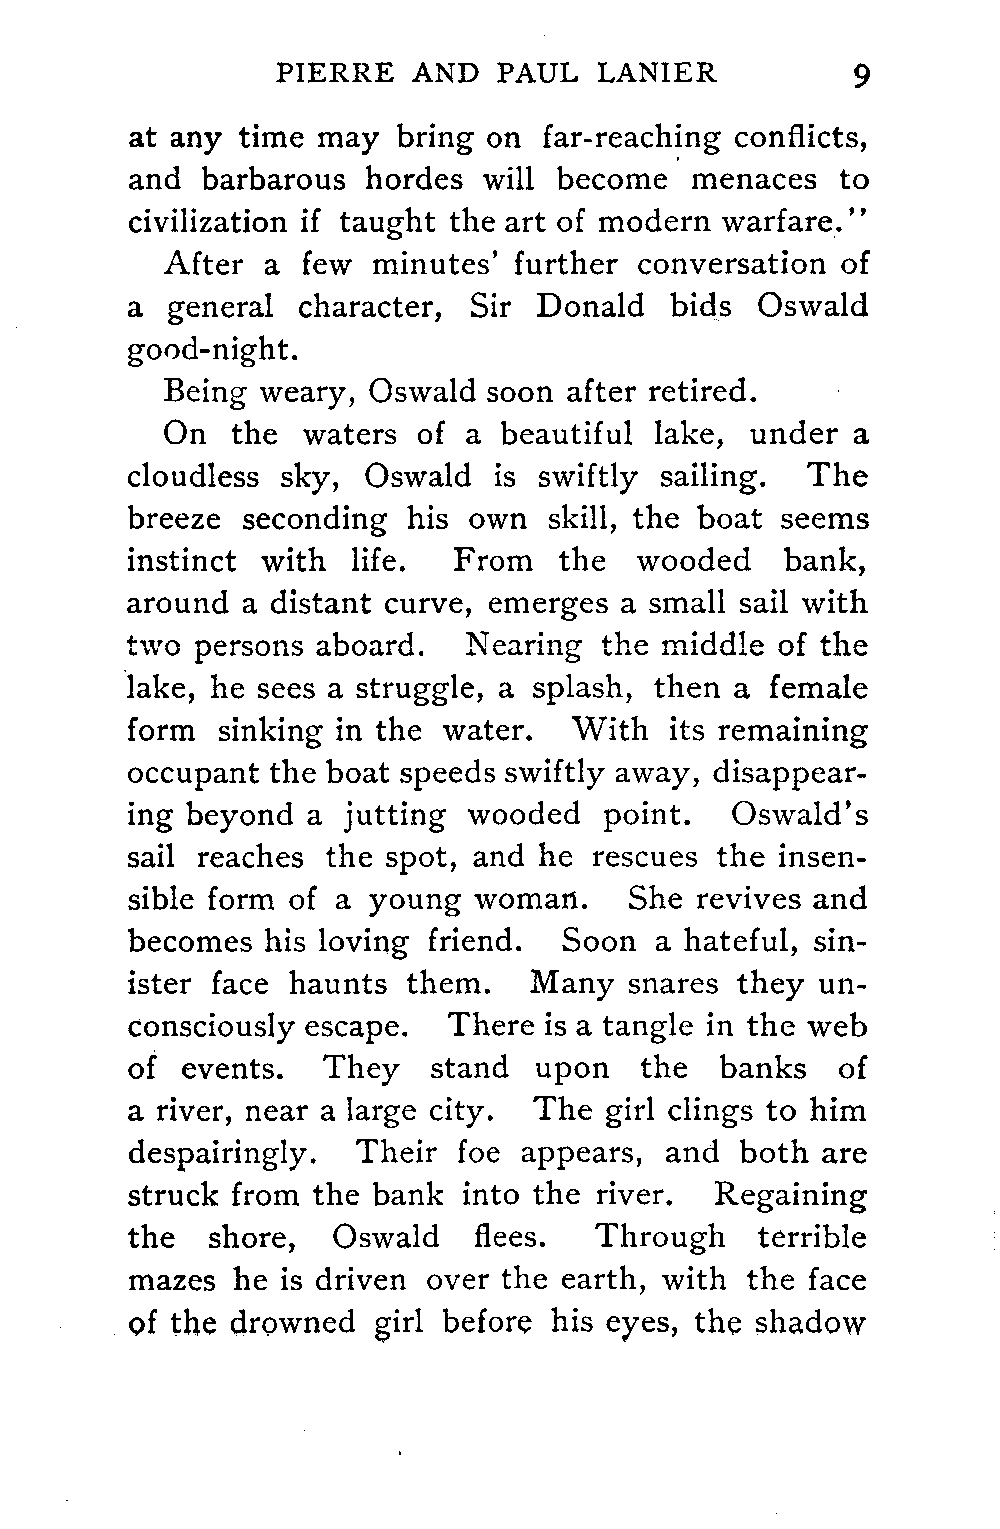 PIERRE AND PAUL LANIER 9
at any time may bring on far-reaching conflicts,
and barbarous hordes will become menaces to
civilization if taught the art of modern warfare.''
After a few minutes' further conversation of
a general character, Sir Donald bids Oswald
good-night.
Being weary, Oswald soon after retired.
On the waters of a beautiful lake, under a
cloudless sky, Oswald is swiftly sailing. The
breeze seconding his own skill, the boat seems
instinct with life. From the wooded bank,
around a distant curve, emerges a small sail with
two persons aboard. Nearing the middle of the
lake, he sees a struggle, a splash, then a female
form sinking in the water. With its remaining
occupant the boat speeds swiftly away, disappear-
ing beyond a jutting wooded point. Oswald's
sail reaches the spot, and he rescues the insen-
sible form of a young woman. She revives and
becomes his loving friend. Soon a hateful, sin-
ister face haunts them. Many snares they un-
consciously escape. There is a tangle in the web
of events. They stand upon the banks of
a river, near a large city. The girl clings to him
despairingly. Their foe appears, and both are
struck from the bank into the river. Regaining
the shore, Oswald flees. Through terrible
mazes he is driven over the earth, with the face
of the drowned girl before his eyes, the shadow